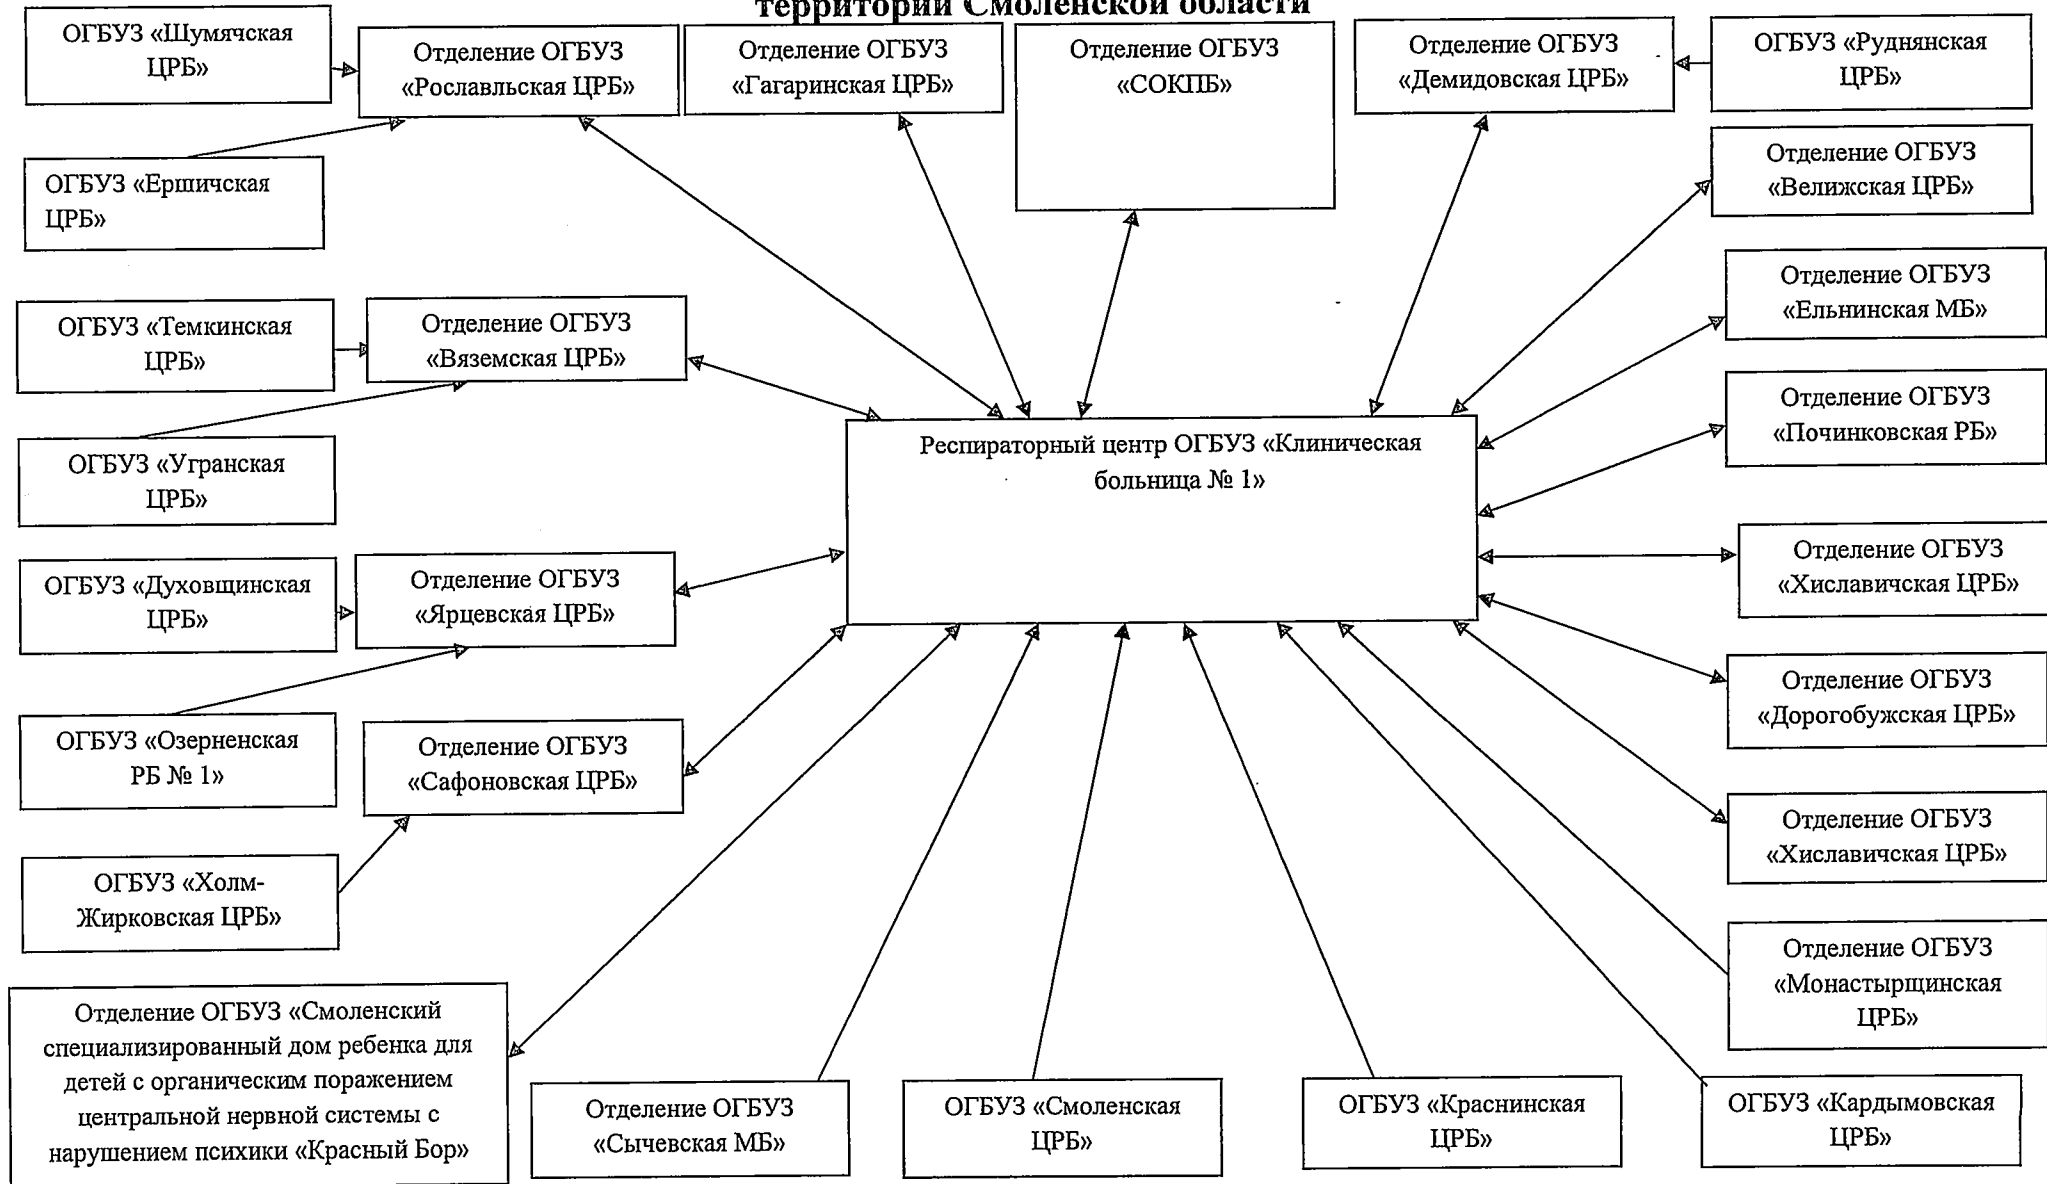 территории Смоленской области
ОГБУЗ «Шумячская
ЦРБ»
Отделение ОГБУЗ
«Рославльская ЦРБ»
Отделение ОГБУЗ
«Гагаринская ЦРБ»
Отделение ОГБУЗ
«СОКПБ»
Отделение ОГБУЗ
«Демидовская ЦРБ»
ОГБУЗ «Руднянская
ЦРБ»
ОГБУЗ «Ершичская
ЦРБ»
Отделение ОГБУЗ
«Велижская ЦРБ»
Отделение ОГБУЗ
«Ельнинская МБ»
ОГБУЗ «Темкинская
ЦРБ»
Отделение ОГБУЗ
«Вяземская ЦРБ»
Отделение ОГБУЗ
«Починковская РБ»
Респираторный центр ОГБУЗ «Клиническая
больница № 1»
ОГБУЗ «Угранская
ЦРБ»
Отделение ОГБУЗ
«Хиславичская ЦРБ»
ОГБУЗ «Духовщинская
ЦРБ»
Отделение ОГБУЗ
«Ярцевская ЦРБ»
Отделение ОГБУЗ
«Дорогобужская ЦРБ»
ОГБУЗ «Озерненская
РБ № 1»
Отделение ОГБУЗ
«Сафоновская ЦРБ»
Отделение ОГБУЗ
«Хиславичская ЦРБ»
ОГБУЗ «Холм-
Жирковская ЦРБ»
Отделение ОГБУЗ
«Монастырщинская
ЦРБ»
Отделение ОГБУЗ «Смоленский
специализированный дом ребенка для
детей с органическим поражением
центральной нервной системы с
нарушением психики «Красный Бор»
Отделение ОГБУЗ
«Сычевская МБ»
ОГБУЗ «Смоленская
ЦРБ»
ОГБУЗ «Краснинская
ЦРБ»
ОГБУЗ «Кардымовская
ЦРБ»